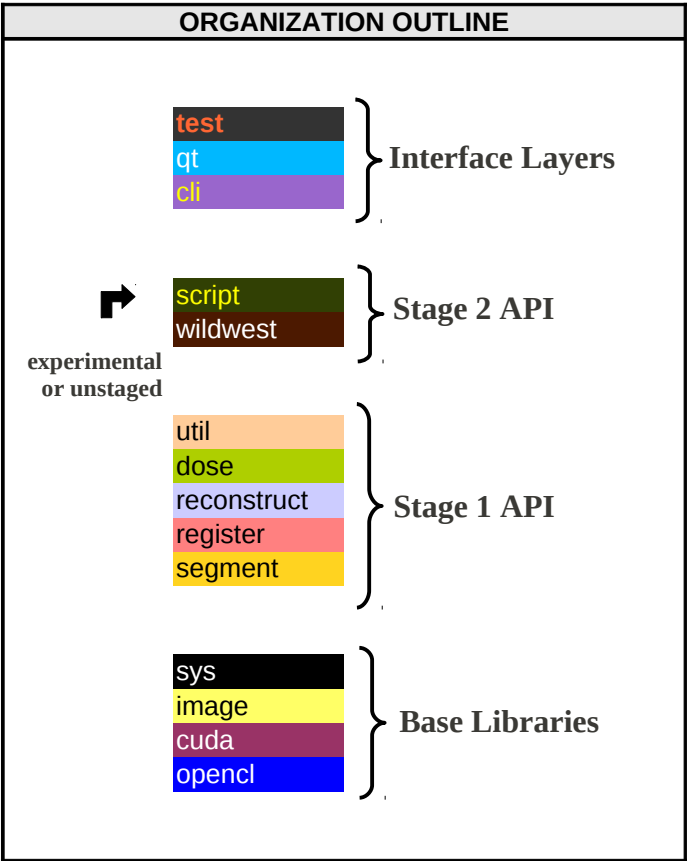 ORGANIZATION OUTLINE
test
qt
cli
Interface Layers
script
wildwest
Stage 2 API
experimental
or unstaged
util
dose
reconstruct
register
segment
Stage 1 API
sys
image
cuda
opencl
Base Libraries